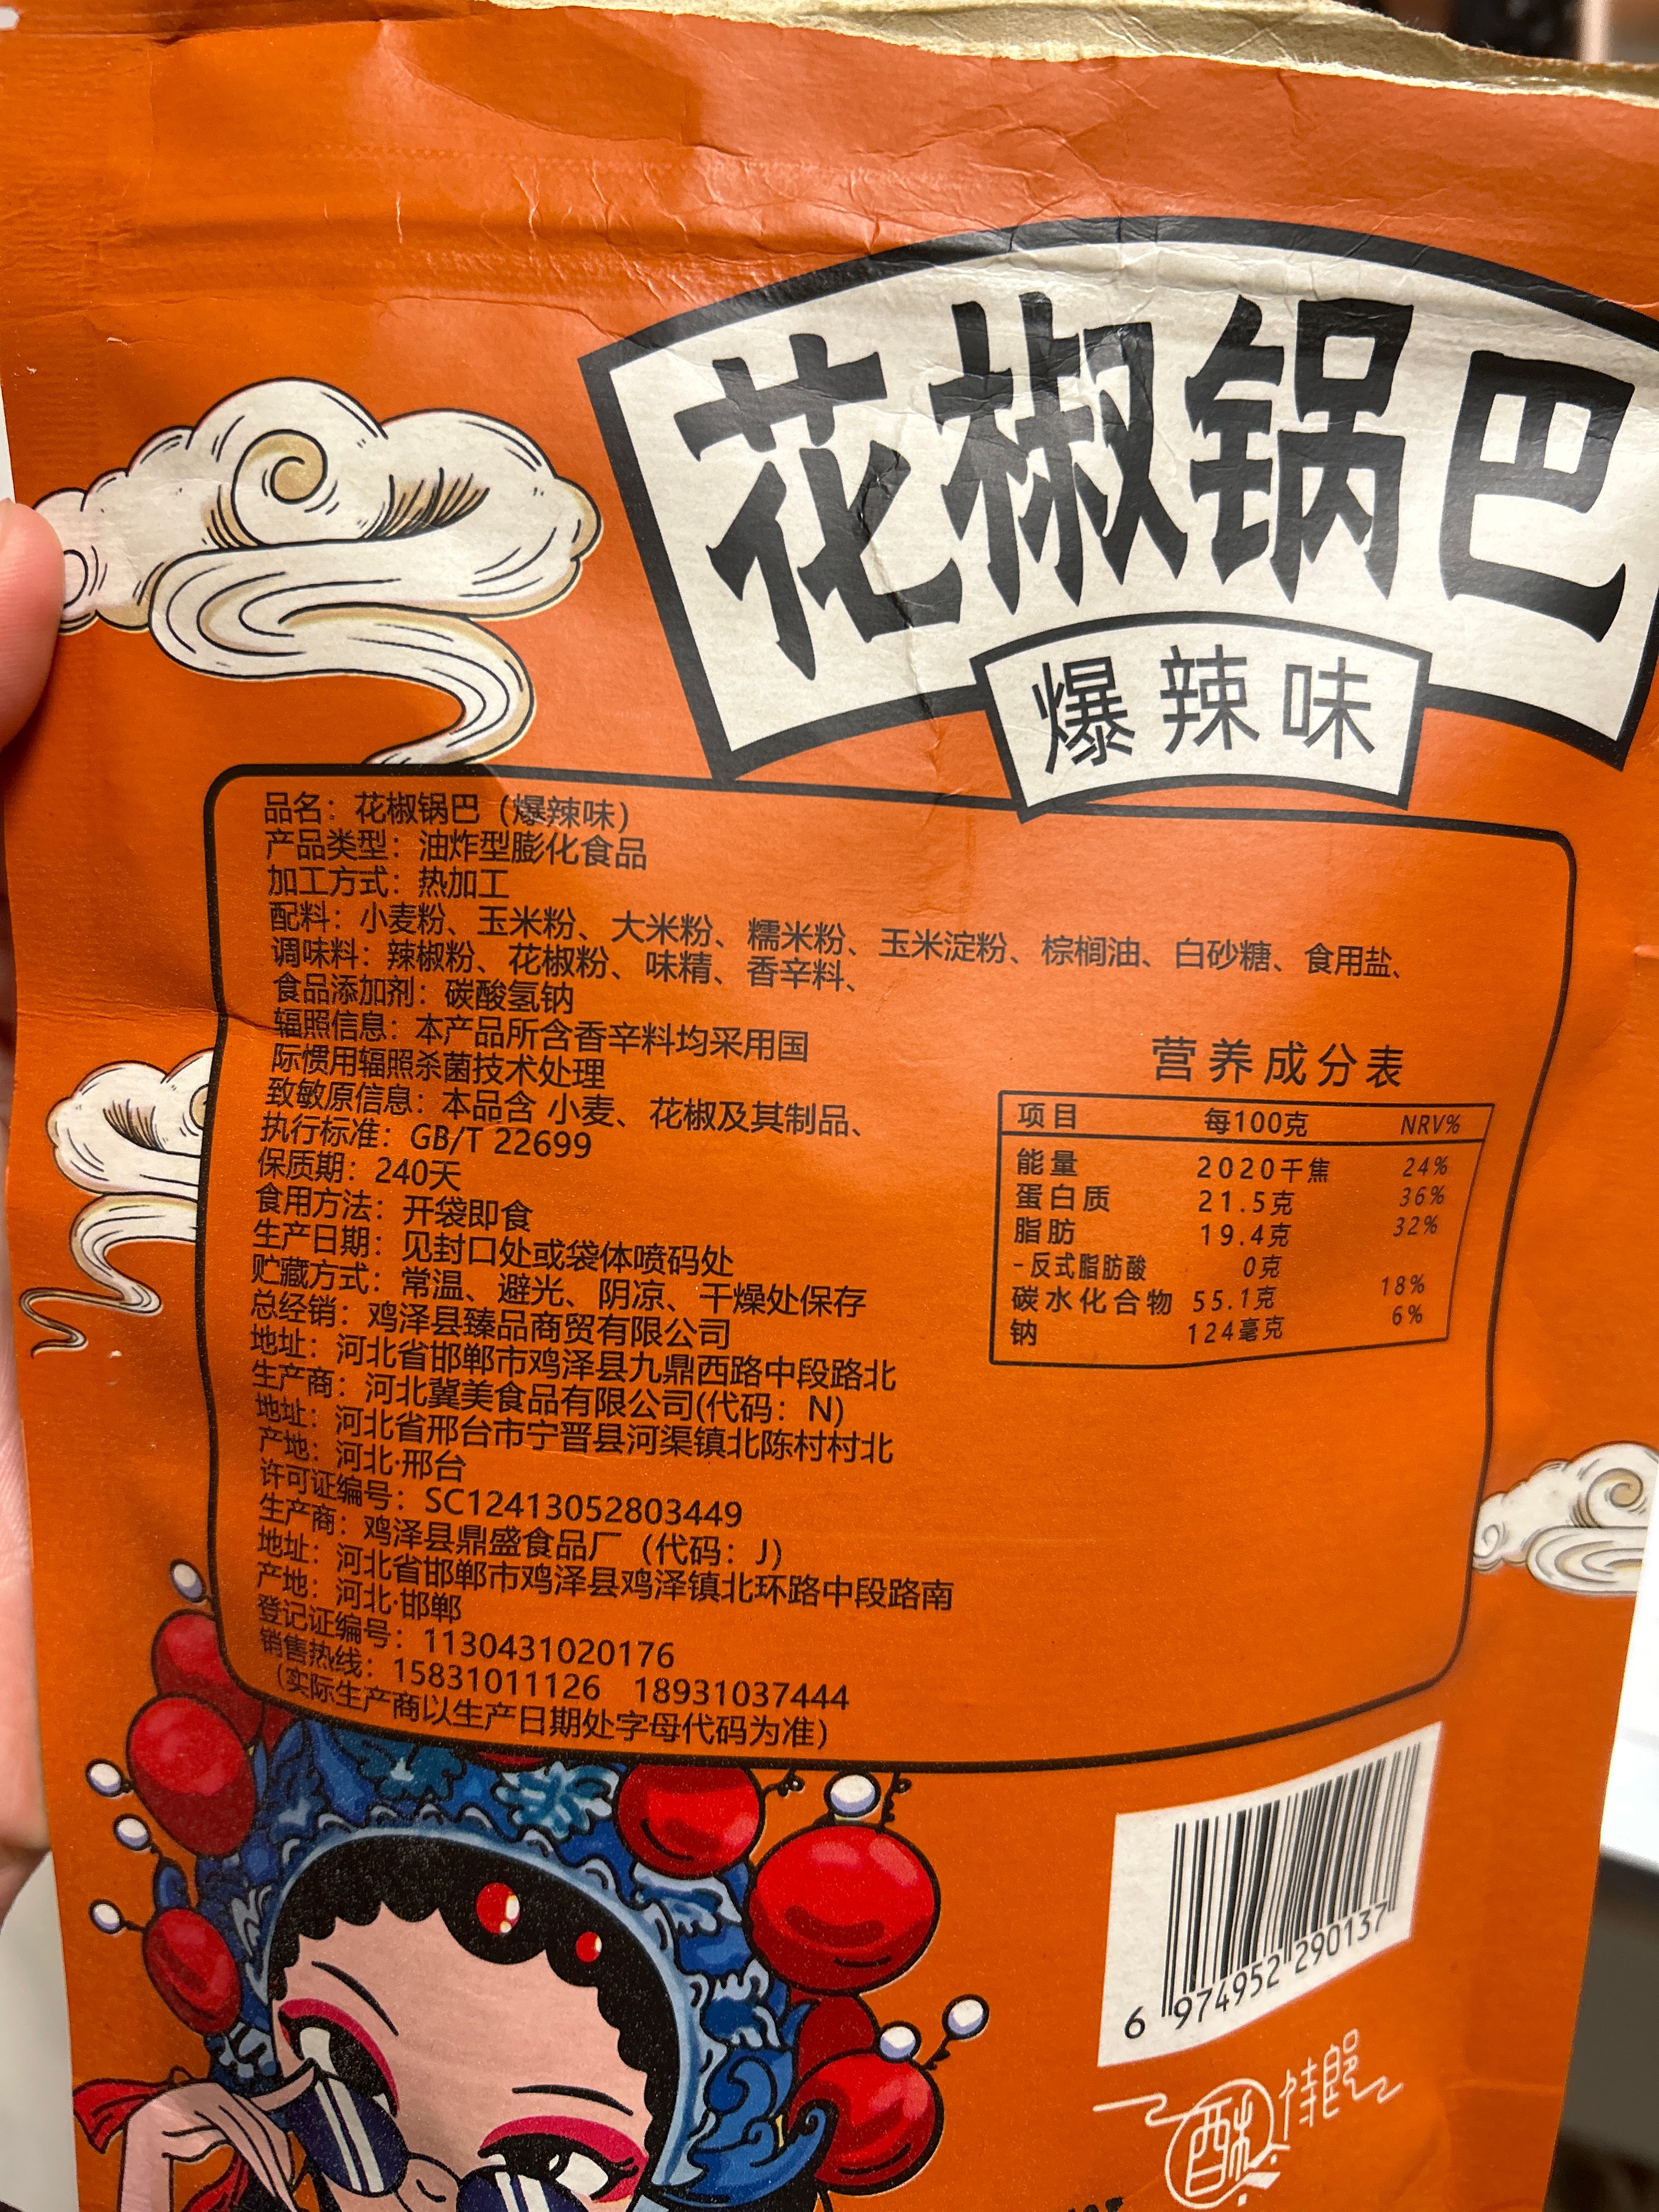 花椒锅巴
爆辣味
品名：花椒锅巴（爆辣味）
产品类型：油炸型膨化食品
加工方式：热加工
配料：小麦粉、玉米粉、大米粉、糯米粉、玉米淀粉、棕榈油、白砂糖、食用盐、
调味料：辣椒粉、花椒粉、味精、香辛料、
食品添加剂：碳酸氢钠
辐照信息：本产品所含香辛料均采用国
际惯用辐照杀菌技术处理
致敏原信息：本品含 小麦、花椒及其制品、
执行标准：GB/T 22699
保质期：240天
食用方法：开袋即食
生产日期：见封口处或袋体喷码处
贮藏方式：常温、避光、阴凉、干燥处保存
总经销：鸡泽县臻品商贸有限公司
地址：河北省邯郸市鸡泽县九鼎西路中段路北
生产商：河北冀美食品有限公司(代码：N)
地址：河北省邢台市宁晋县河渠镇北陈村村北
产地：河北·邢台
许可证编号：SC12413052803449
生产商：鸡泽县鼎盛食品厂（代码：J）
地址：河北省邯郸市鸡泽县鸡泽镇北环路中段路南
产地：河北·邯郸
登记证编号：1130431020176
销售热线：15831011126 18931037444
（实际生产商以生产日期处字母代码为准）
营养成分表
项目 每100克 NRV%
能量 2020千焦 24%
蛋白质 21.5克 36%
脂肪 19.4克 32%
-反式脂肪酸 0克
碳水化合物 55.1克 18%
钠 124毫克 6%
6 974952 290137